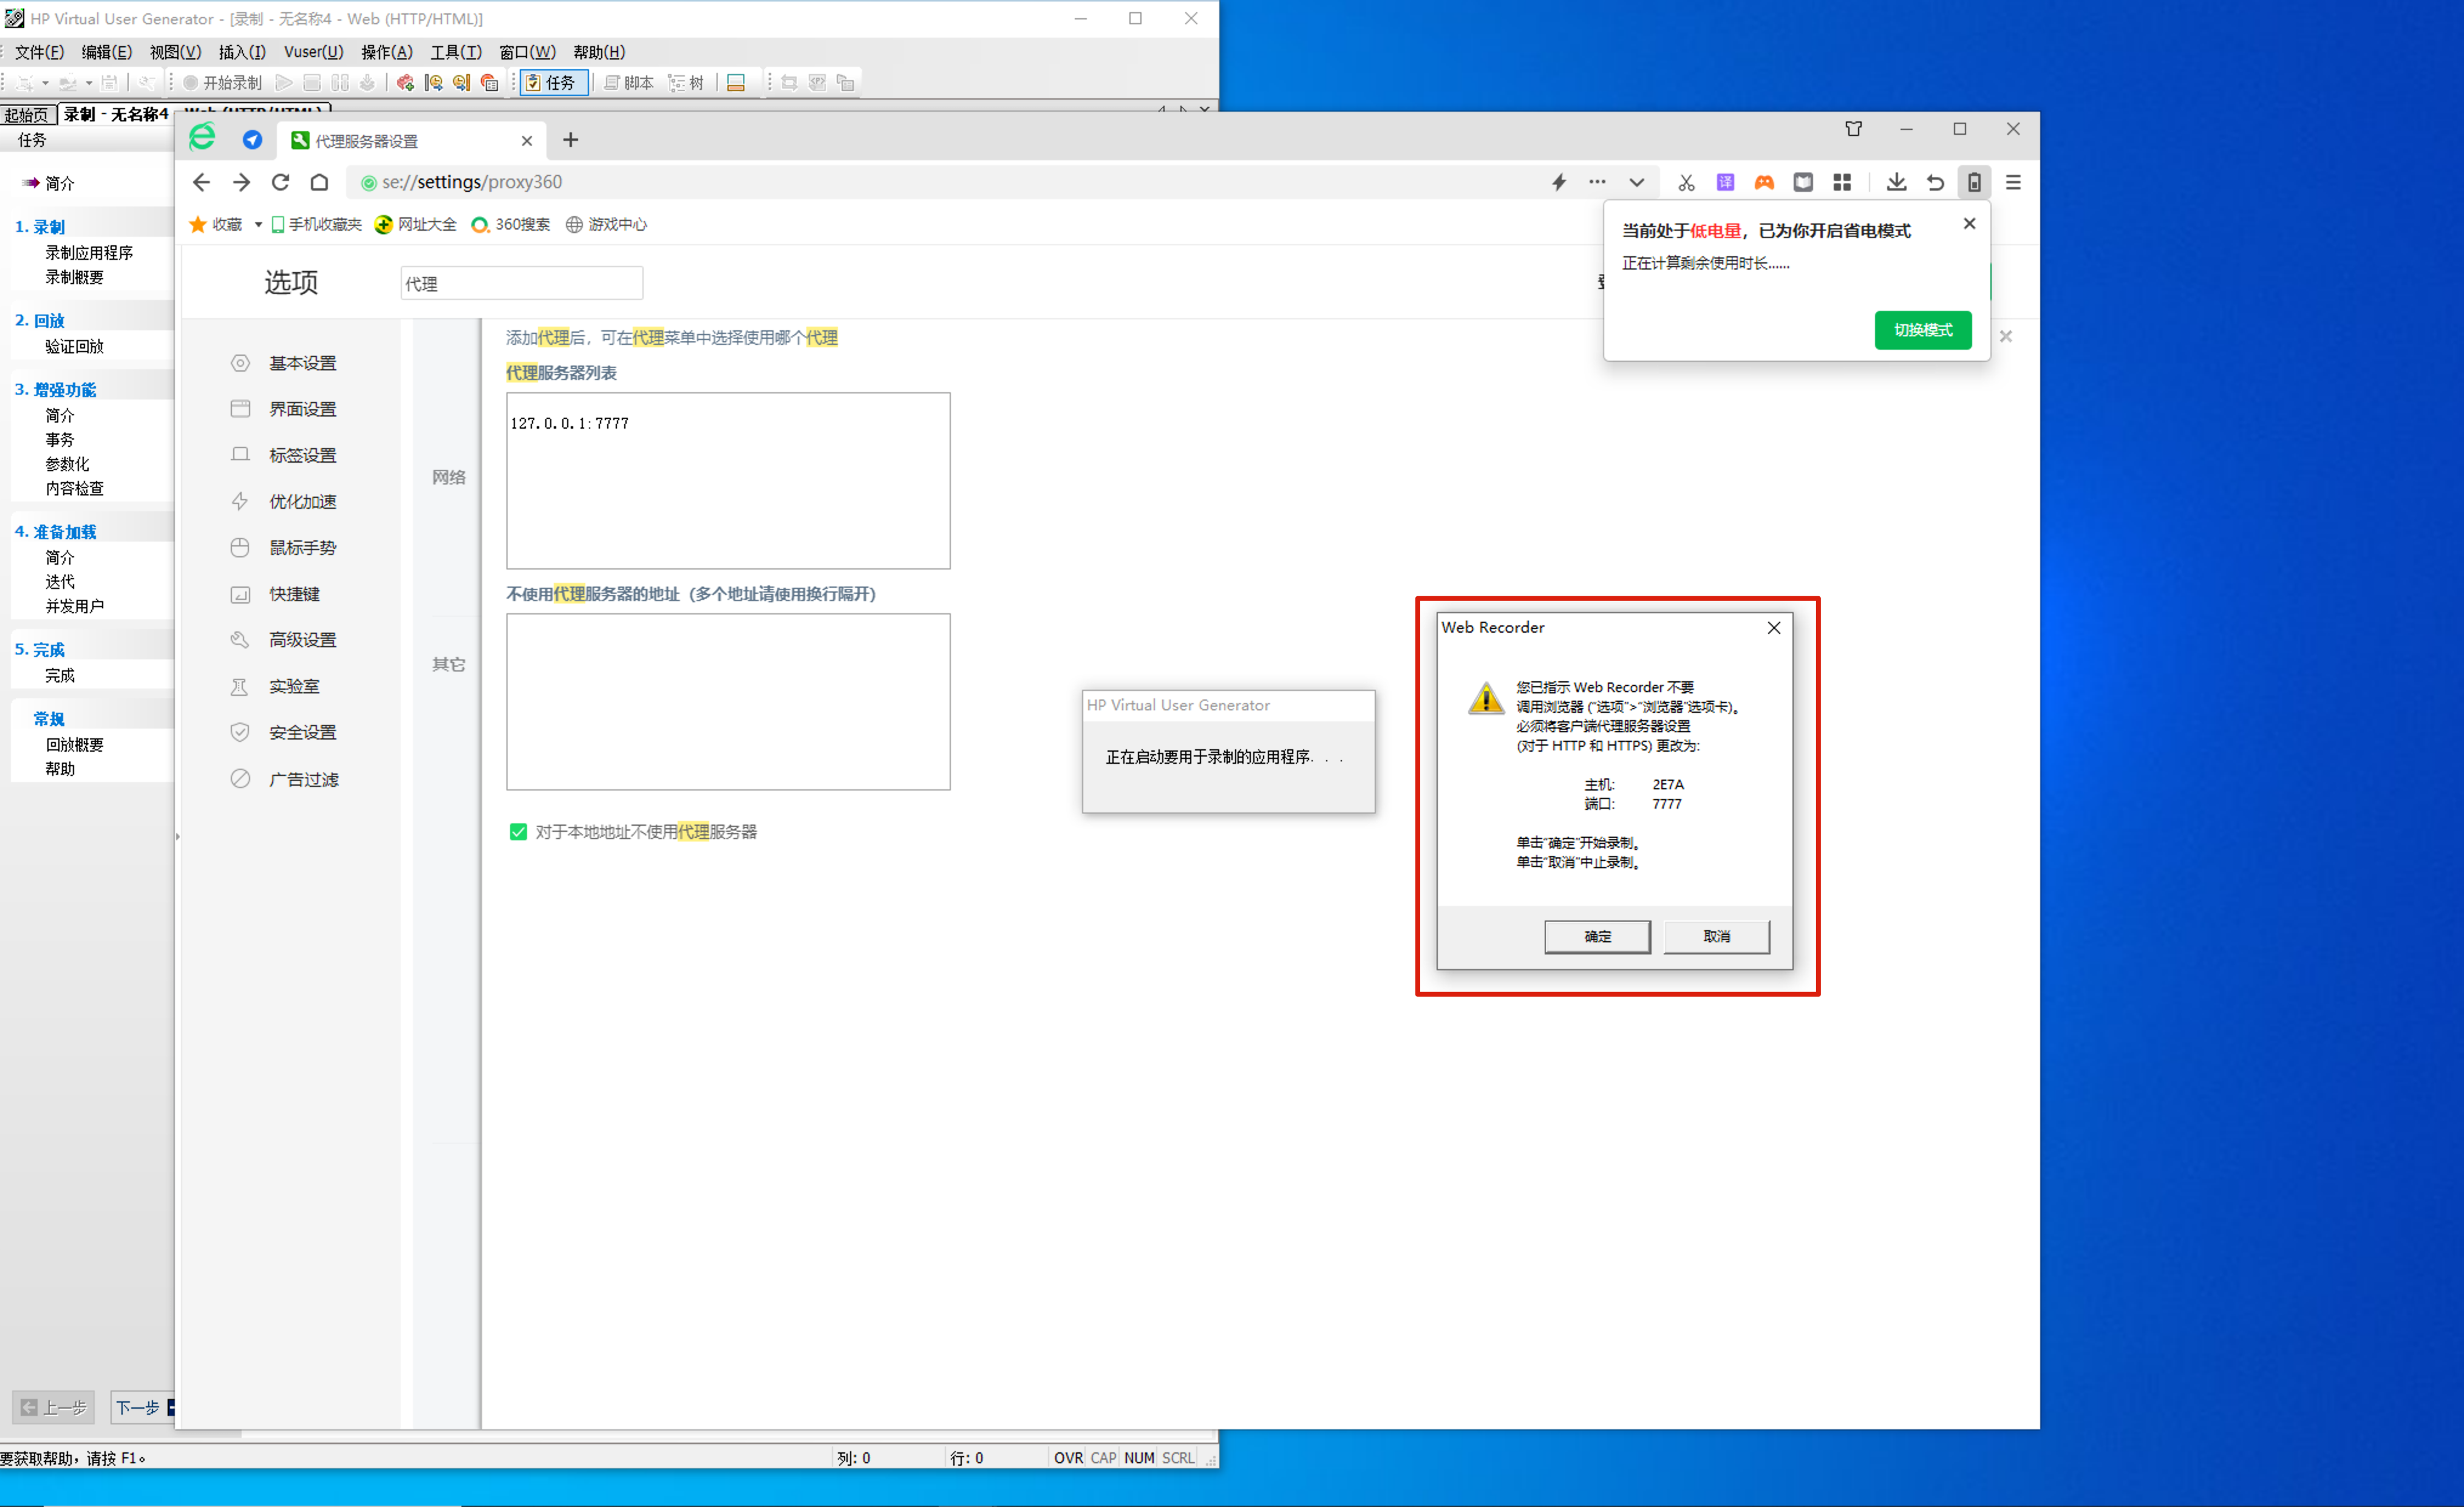 HP Virtual User Generator - [录制 - 无名称4 - Web (HTTP/HTML)]
文件(F) 编辑(E) 视图(V) 插入(I) Vuser(U) 操作(A) 工具(T) 窗口(W) 帮助(H)
开始录制 任务 脚本 树
起始页 录制 - 无名称4 - Web (HTTP/HTML)
任务
简介
1. 录制
录制应用程序
录制概要
2. 回放
验证回放
3. 增强功能
简介
事务
参数化
内容检查
4. 准备加载
简介
迭代
并发用户
5. 完成
完成
常规
回放概要
帮助
上一步 下一步
要获取帮助，请按 F1。
列: 0 行: 0 OVR CAP NUM SCRL
代理服务器设置
se://settings/proxy360
译
收藏 手机收藏夹 网址大全 360搜索 游戏中心
选项 代理
基本设置
界面设置
标签设置
优化加速
鼠标手势
快捷键
高级设置
实验室
安全设置
广告过滤
网络
其它
添加代理后，可在代理菜单中选择使用哪个代理
代理服务器列表
127.0.0.1:7777
不使用代理服务器的地址（多个地址请使用换行隔开）
对于本地地址不使用代理服务器
当前处于低电量，已为你开启省电模式
正在计算剩余使用时长......
切换模式
HP Virtual User Generator
正在启动要用于录制的应用程序. . . .
Web Recorder
您已指示 Web Recorder 不要
调用浏览器 (“选项”>“浏览器”选项卡)。
必须将客户端代理服务器设置
(对于 HTTP 和 HTTPS) 更改为:
主机: 2E7A
端口: 7777
单击“确定”开始录制。
单击“取消”中止录制。
确定 取消